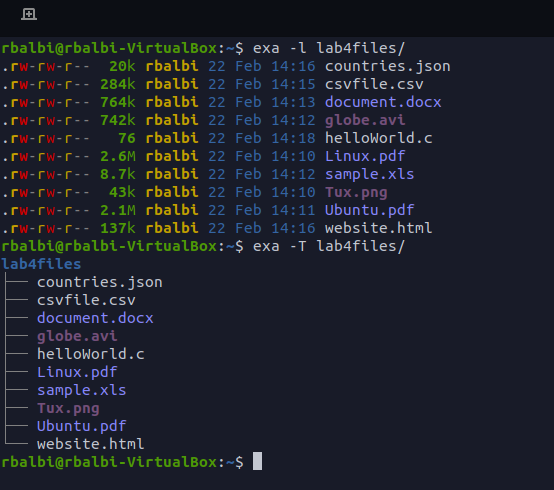 rbalbi@rbalbi-VirtualBox:~$ exa -l lab4files/
.rw-rw-r-- 20k rbalbi 22 Feb 14:16 countries.json
.rw-rw-r-- 284k rbalbi 22 Feb 14:15 csvfile.csv
.rw-rw-r-- 764k rbalbi 22 Feb 14:13 document.docx
.rw-rw-r-- 742k rbalbi 22 Feb 14:12 globe.avi
.rw-rw-r-- 76 rbalbi 22 Feb 14:18 helloWorld.c
.rw-rw-r-- 2.6M rbalbi 22 Feb 14:10 Linux.pdf
.rw-rw-r-- 8.7k rbalbi 22 Feb 14:12 sample.xls
.rw-rw-r-- 43k rbalbi 22 Feb 14:10 Tux.png
.rw-rw-r-- 2.1M rbalbi 22 Feb 14:11 Ubuntu.pdf
.rw-rw-r-- 137k rbalbi 22 Feb 14:16 website.html
rbalbi@rbalbi-VirtualBox:~$ exa -T lab4files/
lab4files
├── countries.json
├── csvfile.csv
├── document.docx
├── globe.avi
├── helloWorld.c
├── Linux.pdf
├── sample.xls
├── Tux.png
├── Ubuntu.pdf
└── website.html
rbalbi@rbalbi-VirtualBox:~$